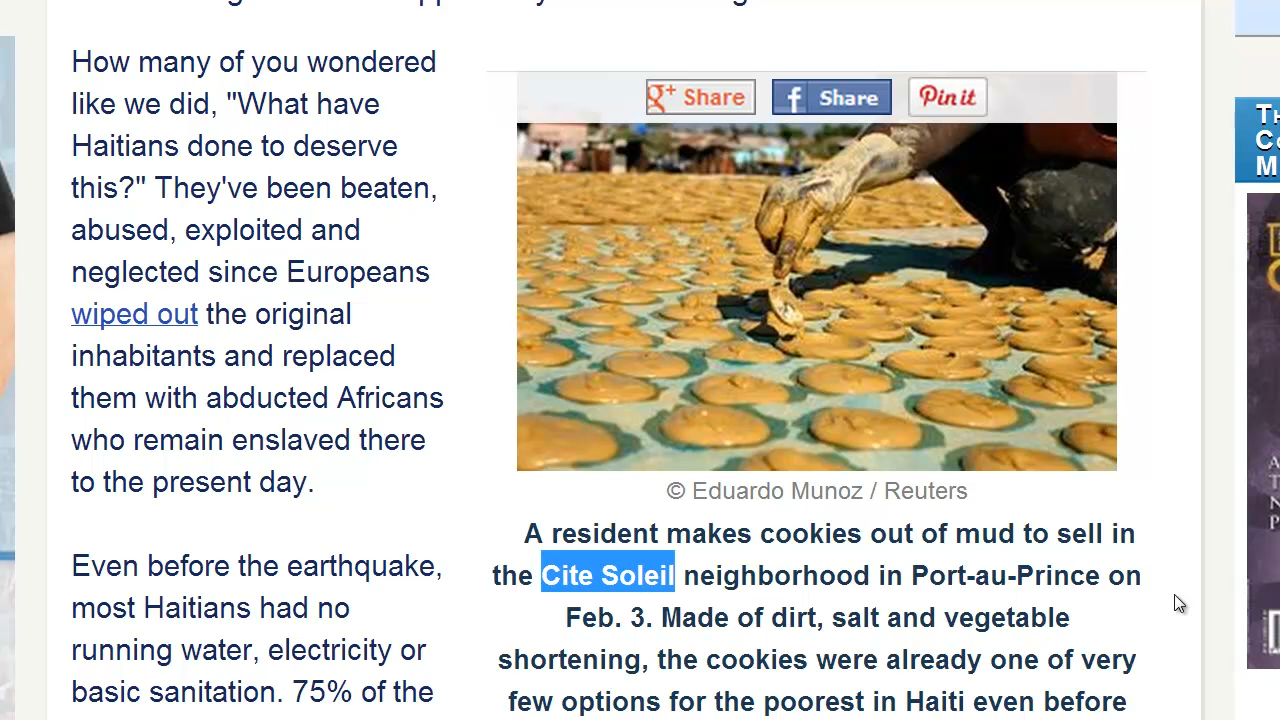 How many of you wondered
like we did, "What have
Haitians done to deserve
this?" They've been beaten,
abused, exploited and
neglected since Europeans
wiped out the original
inhabitants and replaced
them with abducted Africans
who remain enslaved there
to the present day.
Even before the earthquake,
most Haitians had no
running water, electricity or
basic sanitation. 75% of the
g+ Share
f Share
Pin it
© Eduardo Munoz / Reuters
A resident makes cookies out of mud to sell in
the Cite Soleil neighborhood in Port-au-Prince on
Feb. 3. Made of dirt, salt and vegetable
shortening, the cookies were already one of very
few options for the poorest in Haiti even before